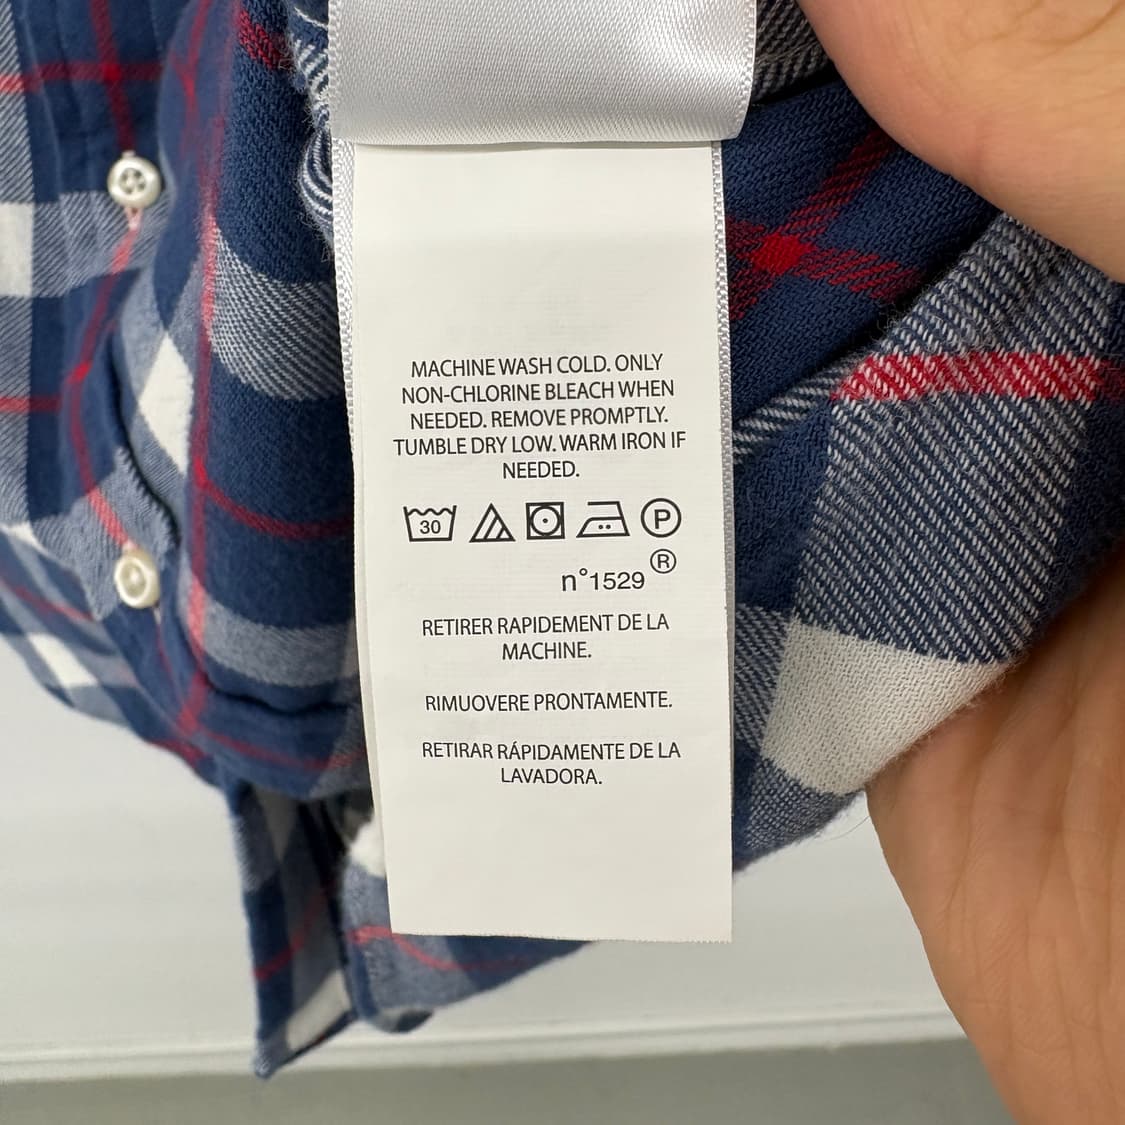 MACHINE WASH COLD. ONLY
NON-CHLORINE BLEACH WHEN
NEEDED. REMOVE PROMPTLY.
TUMBLE DRY LOW. WARM IRON IF
NEEDED.
30 P
n°1529 ®
RETIRER RAPIDEMENT DE LA
MACHINE.
RIMUOVERE PRONTAMENTE.
RETIRAR RÁPIDAMENTE DE LA
LAVADORA.